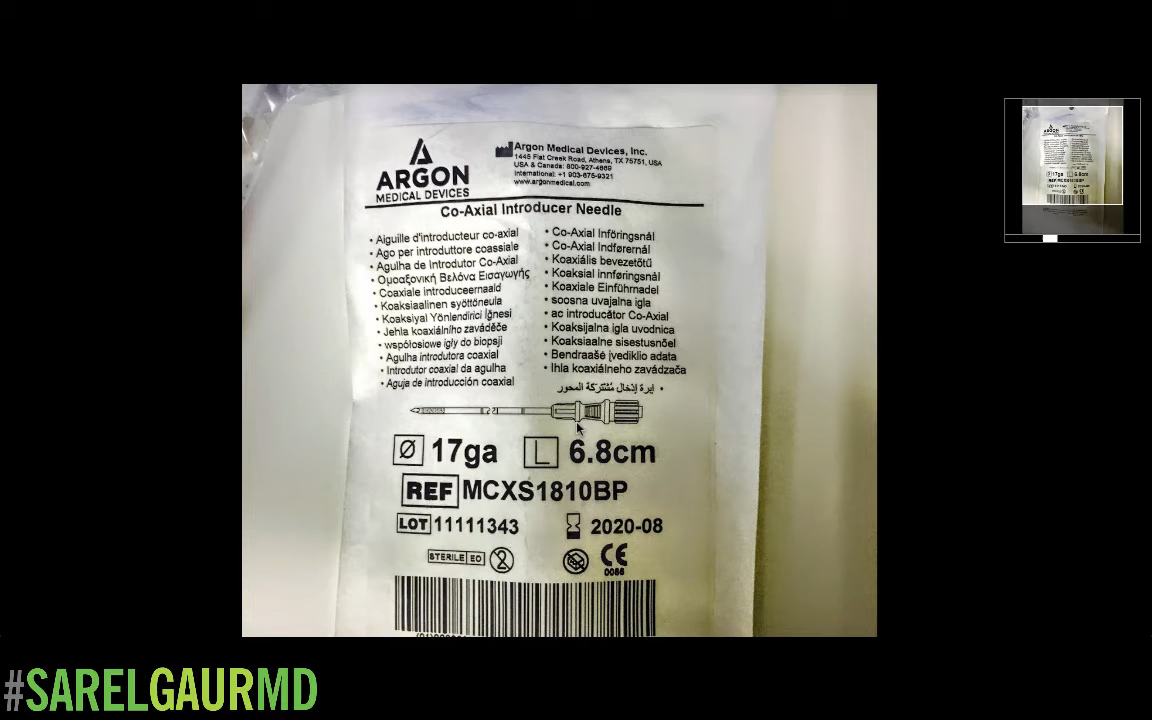 ARGON
MEDICAL DEVICES
Argon Medical Devices, Inc.
1445 Flat Creek Road, Athens, TX 75751, USA
USA & Canada: 800-927-4669
International: +1 903-675-9321
www.argonmedical.com
Co-Axial Introducer Needle
• Aiguille d'introducteur co-axial
• Ago per introduttore coassiale
• Agulha de Introdutor Co-Axial
• Ομοαξονική Βελόνα Εισαγωγής
• Coaxiale introduceernaald
• Koaksiaalinen syöttöneula
• Koaksiyal Yönlendirici İğnesi
• Jehla koaxiálního zaváděče
• współosiowe igły do biopsji
• Agulha introdutora coaxial
• Introdutor coaxial da agulha
• Aguja de introducción coaxial
• Co-Axial Införingsnål
• Co-Axial Indførernål
• Koaxiális bevezetőtű
• Koaksial innføringsnål
• Koaxiale Einführnadel
• soosna uvajalna igla
• ac introducător Co-Axial
• Koaksijalna igla uvodnica
• Koaksiaalne sisestusnõel
• Bendraašė įvediklio adata
• Ihla koaxiálneho zavádzača
• إبرة إدخال مُشتركة المحور
Ø 17ga L 6.8cm
REF MCXS1810BP
LOT 11111343 2020-08
STERILE EO 2 CE
0086
#SARELGAURMD